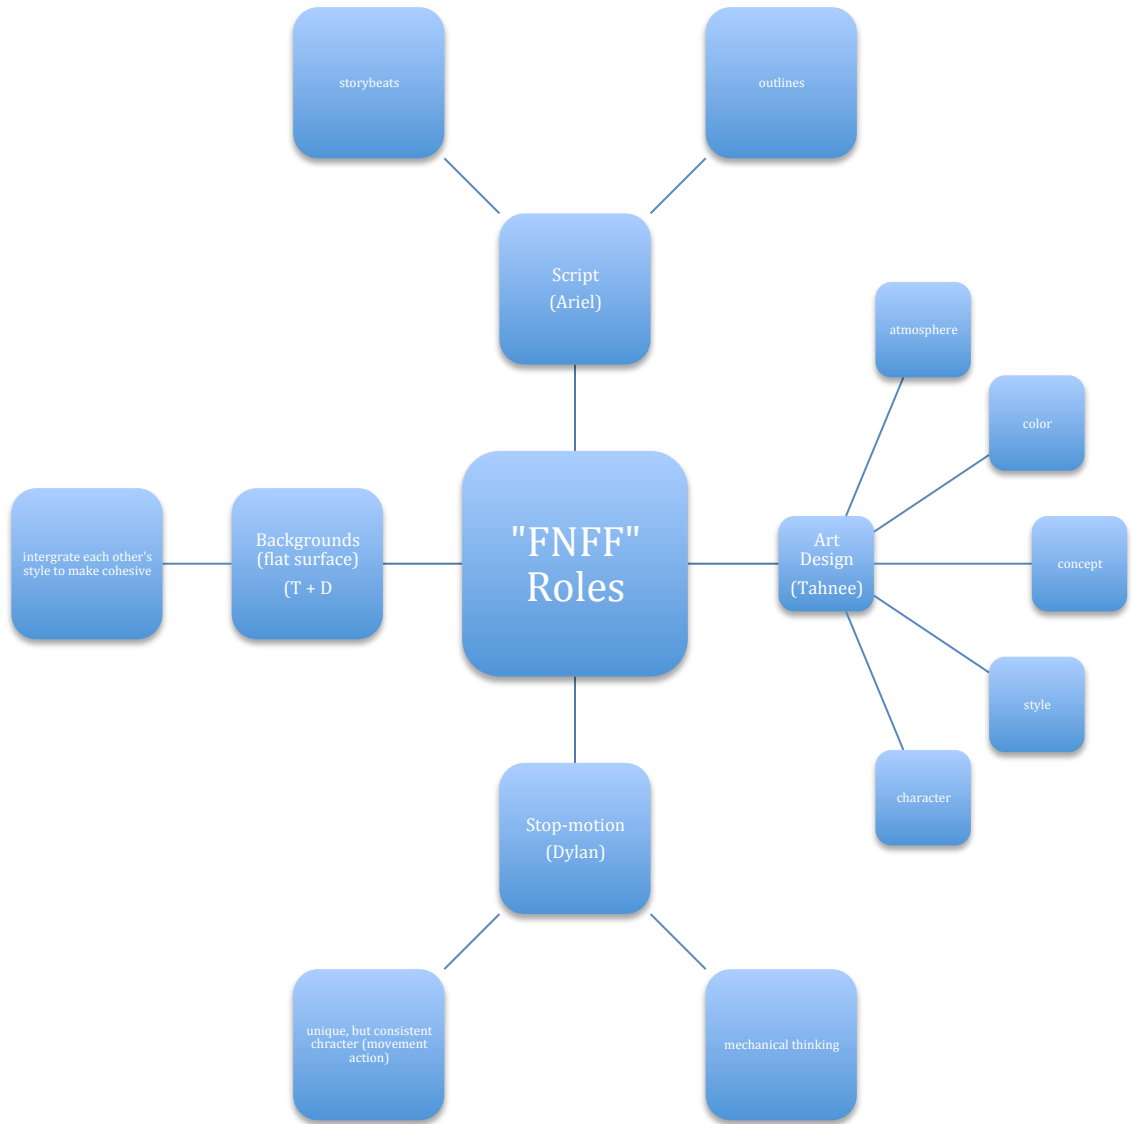 storybeats
outlines
Script
(Ariel)
atmosphere
color
"FNFF"
Roles
Backgrounds
(flat surface)
(T + D
intergrate each other's
style to make cohesive
Art
Design
(Tahnee)
concept
style
character
Stop-motion
(Dylan)
unique, but consistent
chracter (movement
action)
mechanical thinking